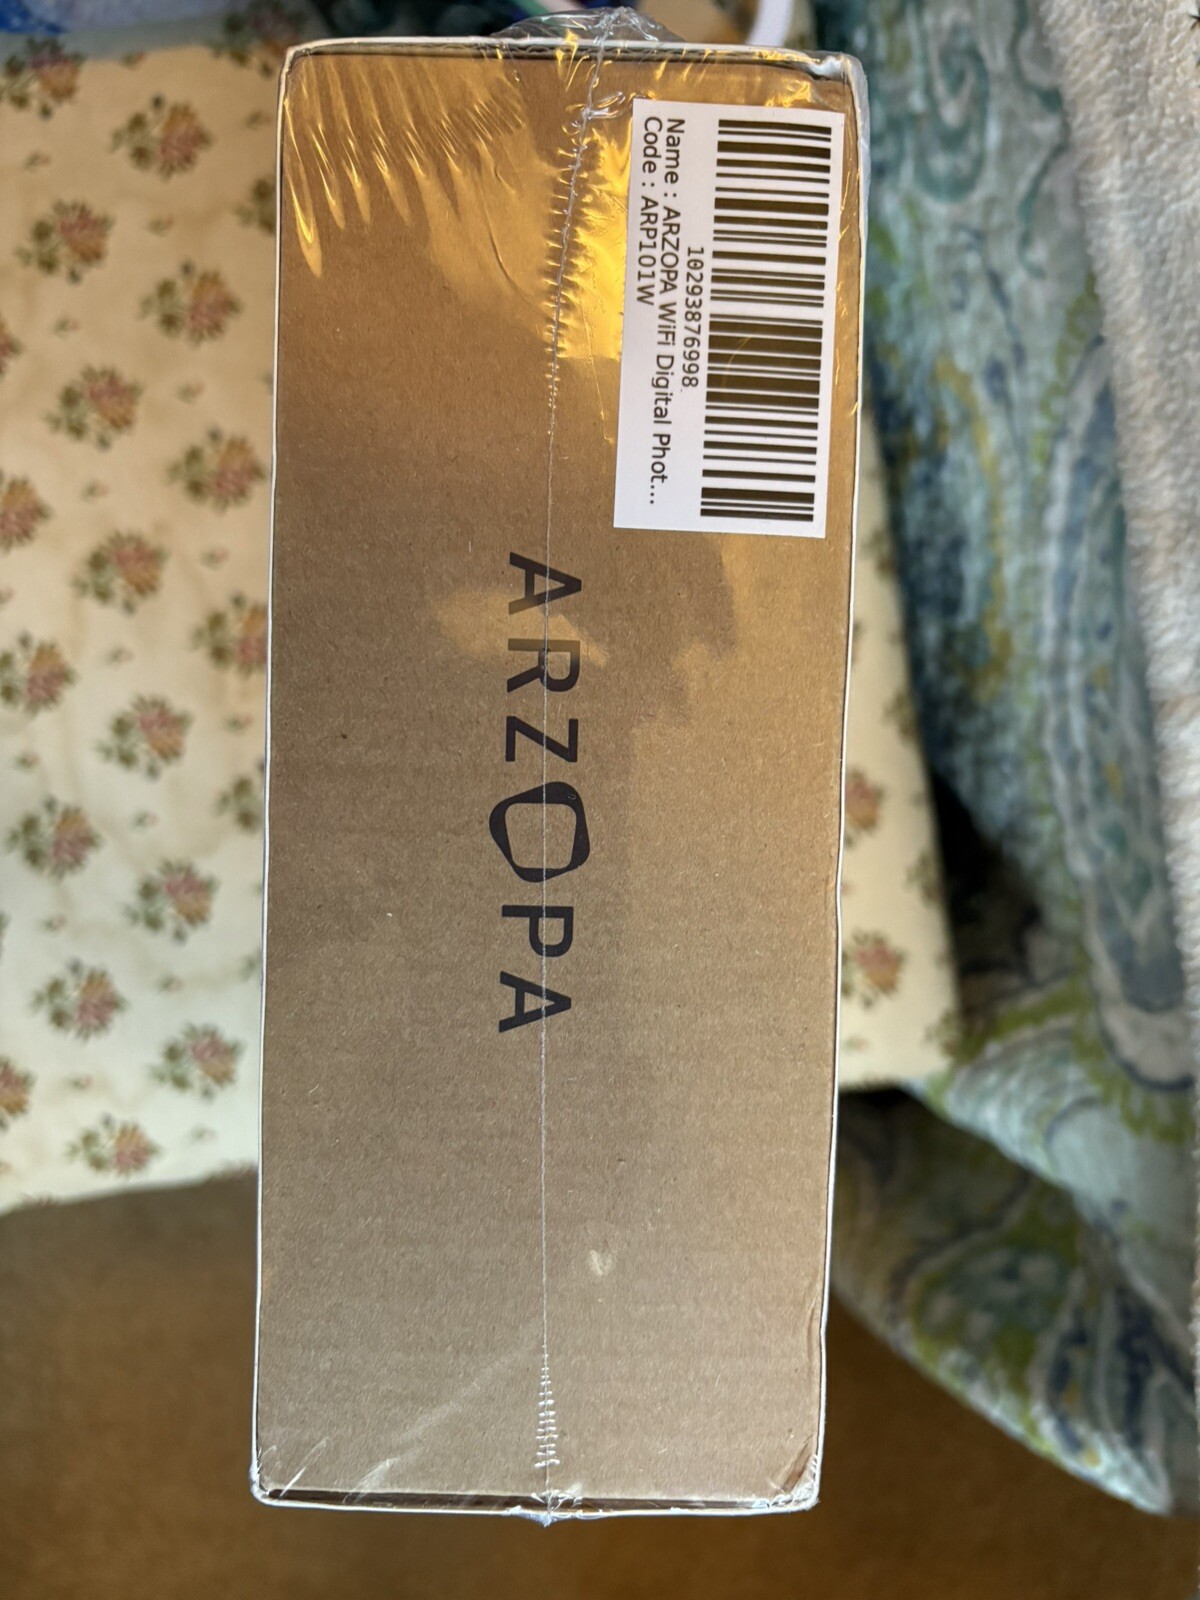 10293876998
Name : ARZOPA WiFi Digital Phot...
Code : ARP101W
ARZOPA